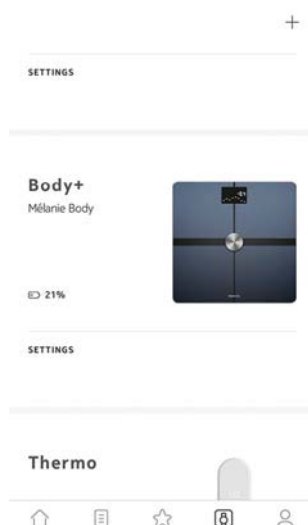 SETTINGS
Body+
Mélanie Body
21%
SETTINGS
Thermo